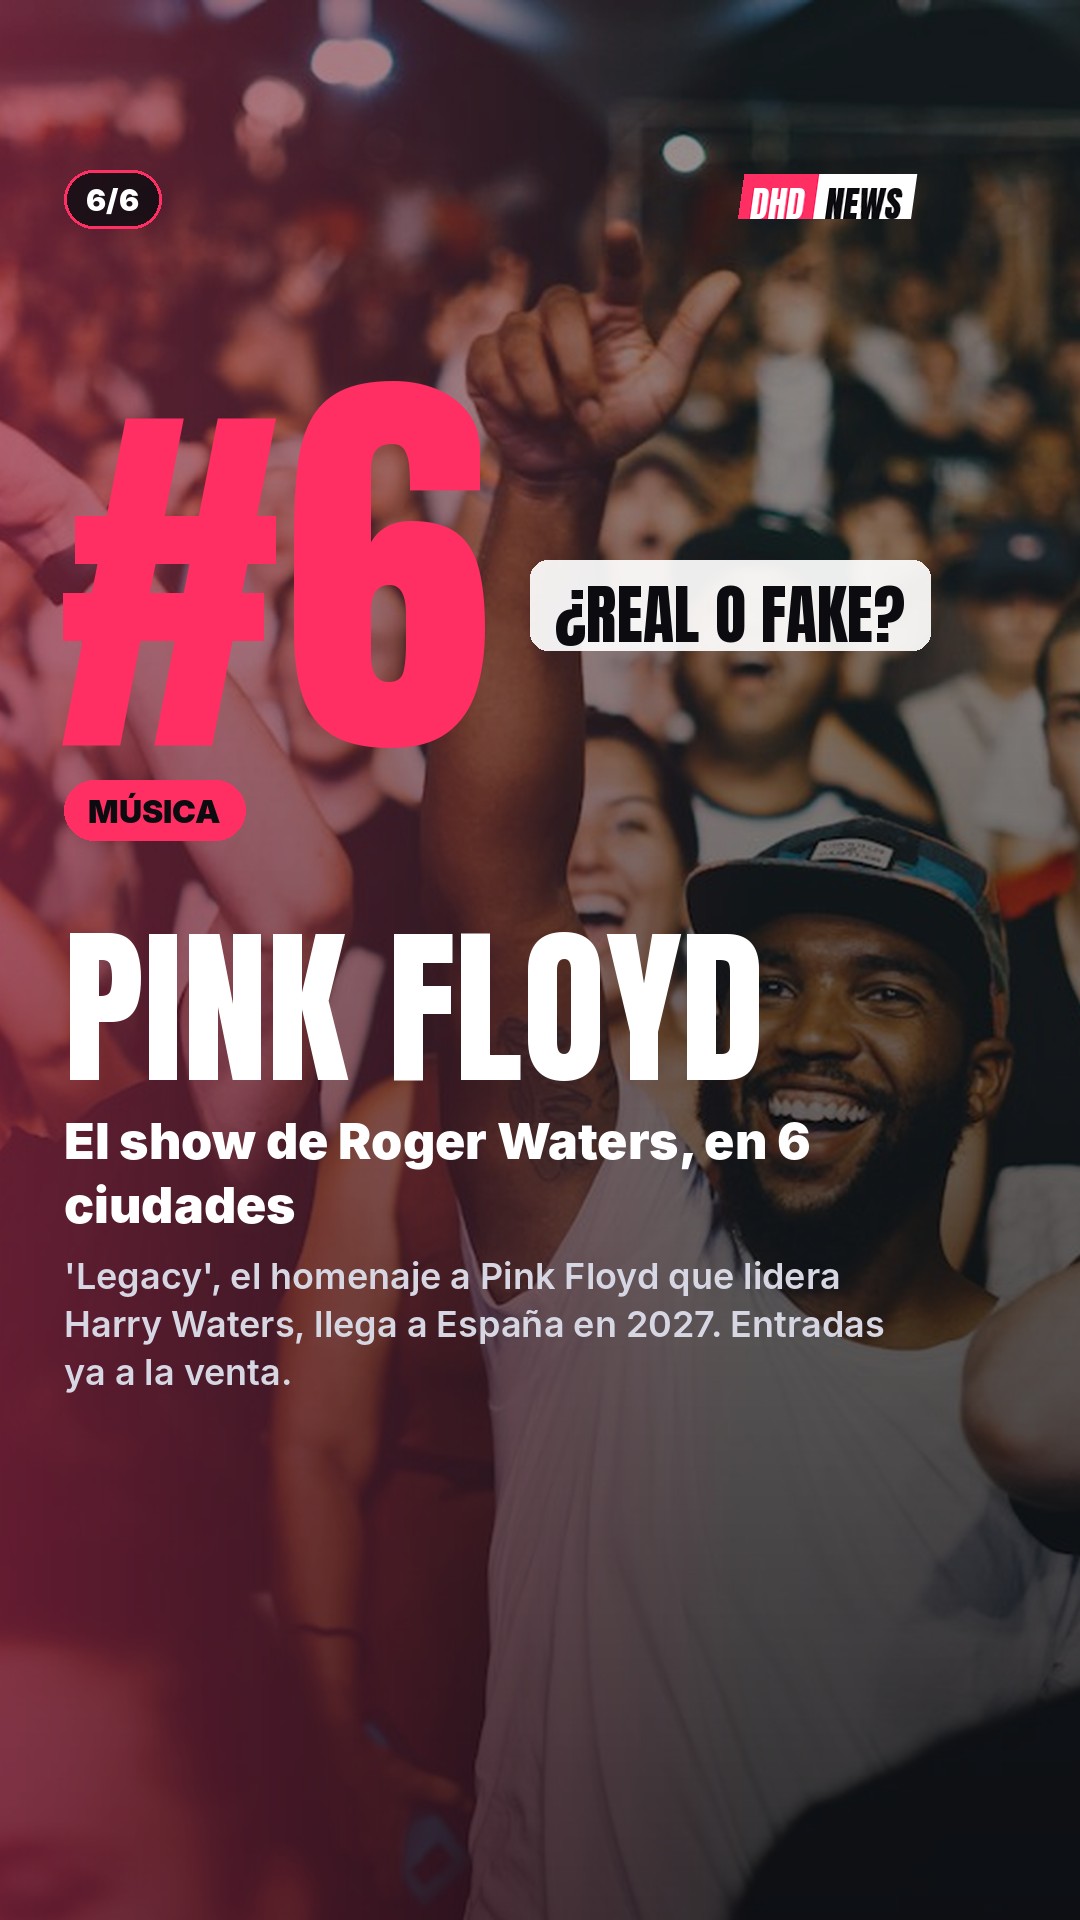 6/6
DHD NEWS
#6
¿REAL O FAKE?
MÚSICA
PINK FLOYD
El show de Roger Waters, en 6
ciudades
'Legacy', el homenaje a Pink Floyd que lidera
Harry Waters, llega a España en 2027. Entradas
ya a la venta.